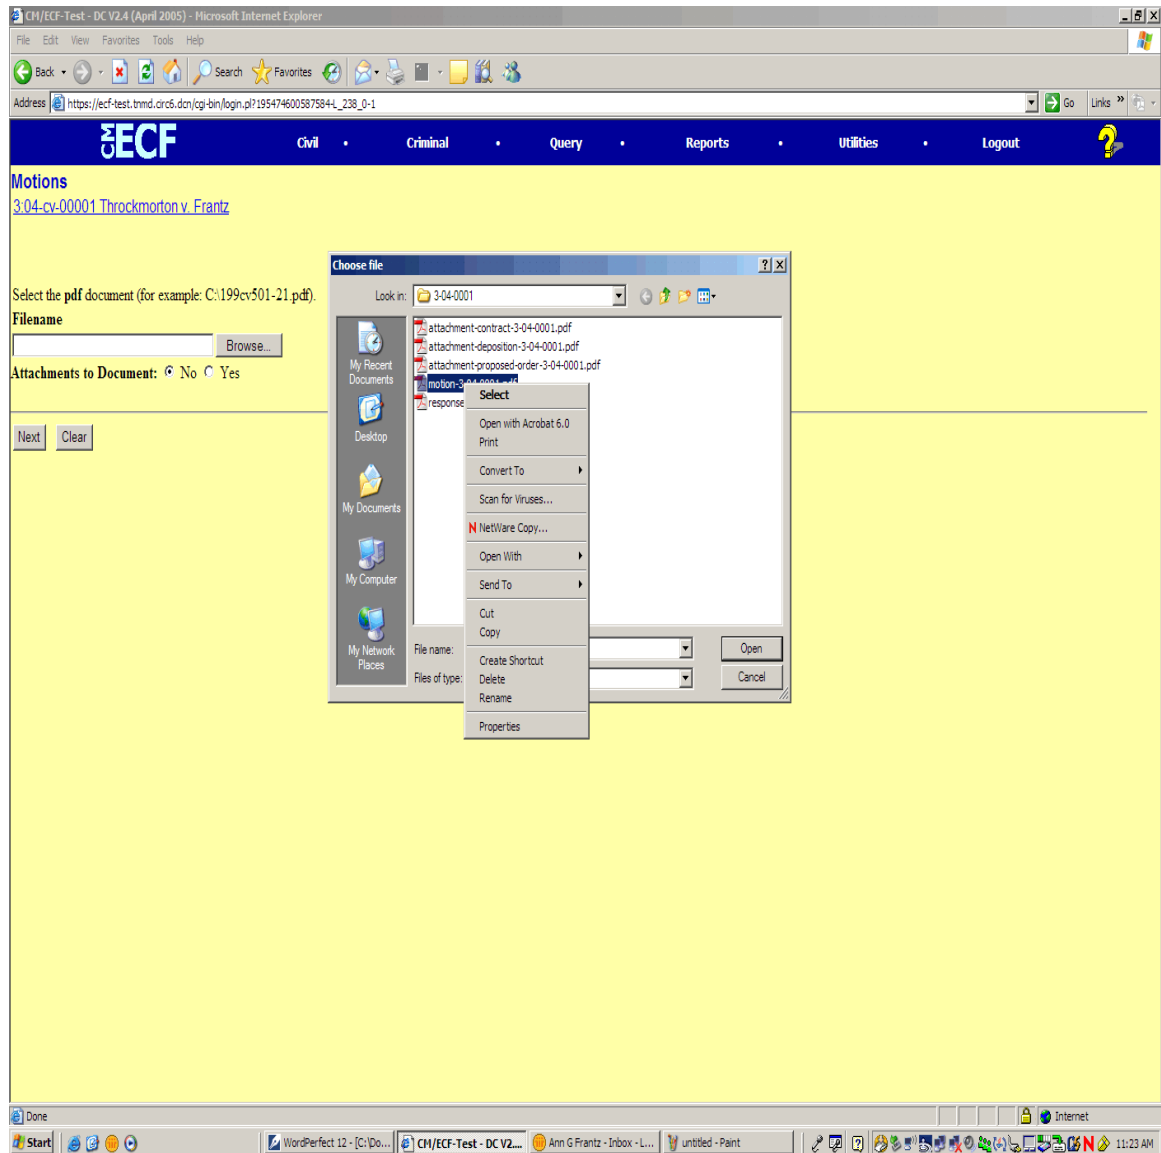 CM/ECF-Test - DC V2.4 (April 2005) - Microsoft Internet Explorer
File Edit View Favorites Tools Help
Back Search Favorites
Address https://ecf-test.tnmd.circ6.dcn/cgi-bin/login.pl?195474600587584-L_238_0-1 Go Links »
CM ECF Civil • Criminal • Query • Reports • Utilities • Logout ?
Motions
3:04-cv-00001 Throckmorton v. Frantz
Choose file
Look in: 3-04-0001
Select the pdf document (for example: C:\199cv501-21.pdf).
Filename
Browse...
Attachments to Document: No Yes
Next Clear
My Recent Documents
Desktop
My Documents
My Computer
My Network Places
attachment-contract-3-04-0001.pdf
attachment-deposition-3-04-0001.pdf
attachment-proposed-order-3-04-0001.pdf
motion-3-04-0001.pdf
response
Select
Open with Acrobat 6.0
Print
Convert To
Scan for Viruses...
N NetWare Copy...
Open With
Send To
Cut
Copy
Create Shortcut
Delete
Rename
Properties
File name: Open
Files of type: Cancel
Done Internet
Start WordPerfect 12 - [C:\Do... CM/ECF-Test - DC V2.... Ann G Frantz - Inbox - L... untitled - Paint N 11:23 AM